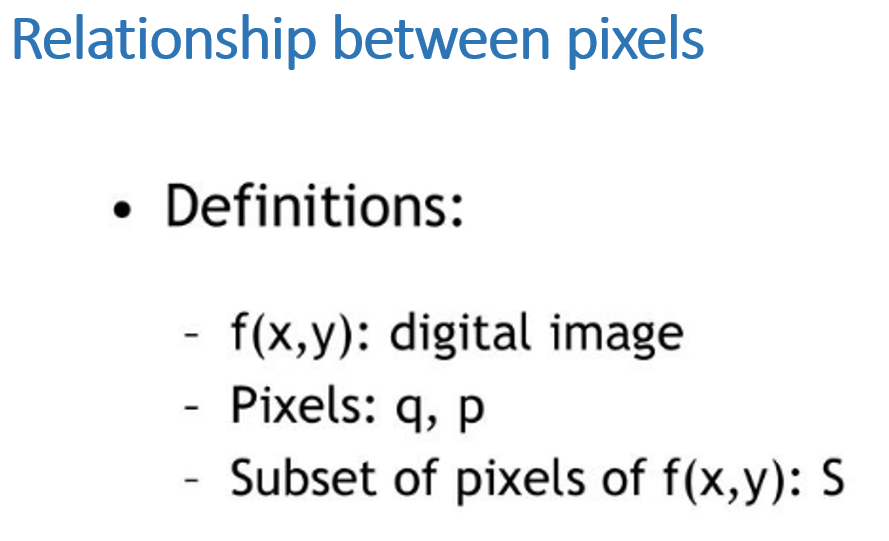 Relationship between pixels
• Definitions:
- f(x,y): digital image
- Pixels: q, p
- Subset of pixels of f(x,y): S